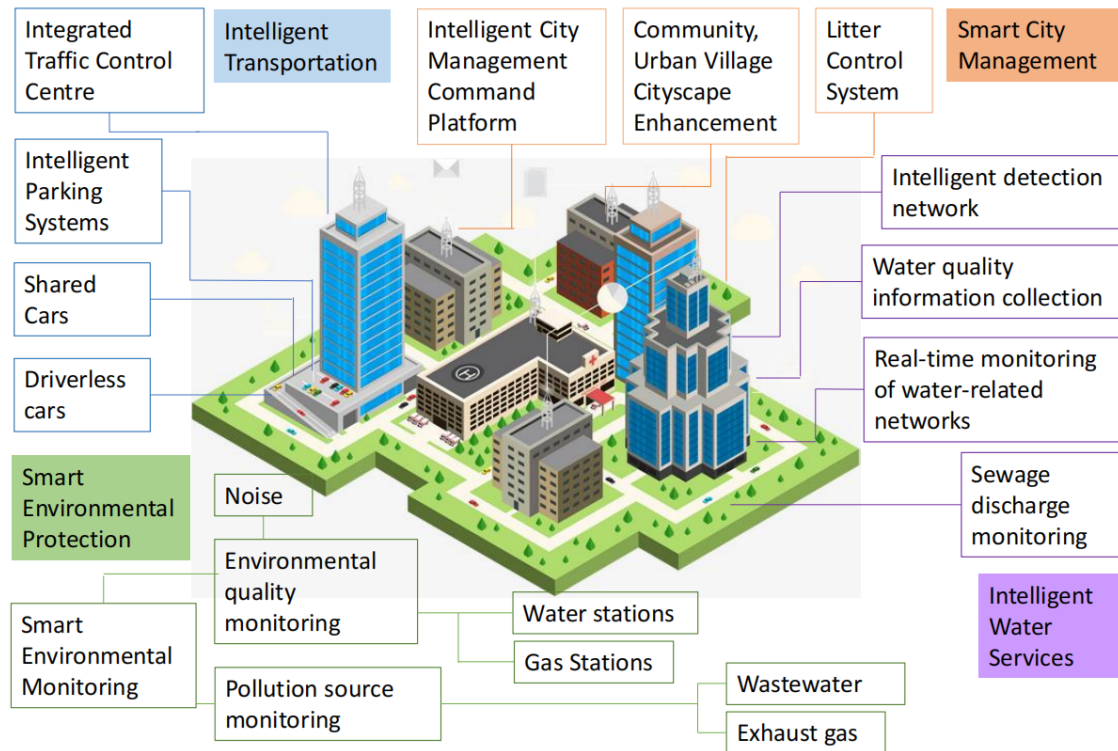 Integrated
Traffic Control
Centre
Intelligent
Transportation
Intelligent City
Management
Command
Platform
Community,
Urban Village
Cityscape
Enhancement
Litter
Control
System
Smart City
Management
Intelligent
Parking
Systems
Shared
Cars
Driverless
cars
Intelligent detection
network
Water quality
information collection
Real-time monitoring
of water-related
networks
Sewage
discharge
monitoring
Intelligent
Water
Services
H
Smart
Environmental
Protection
Noise
Environmental
quality
monitoring
Water stations
Gas Stations
Smart
Environmental
Monitoring
Pollution source
monitoring
Wastewater
Exhaust gas